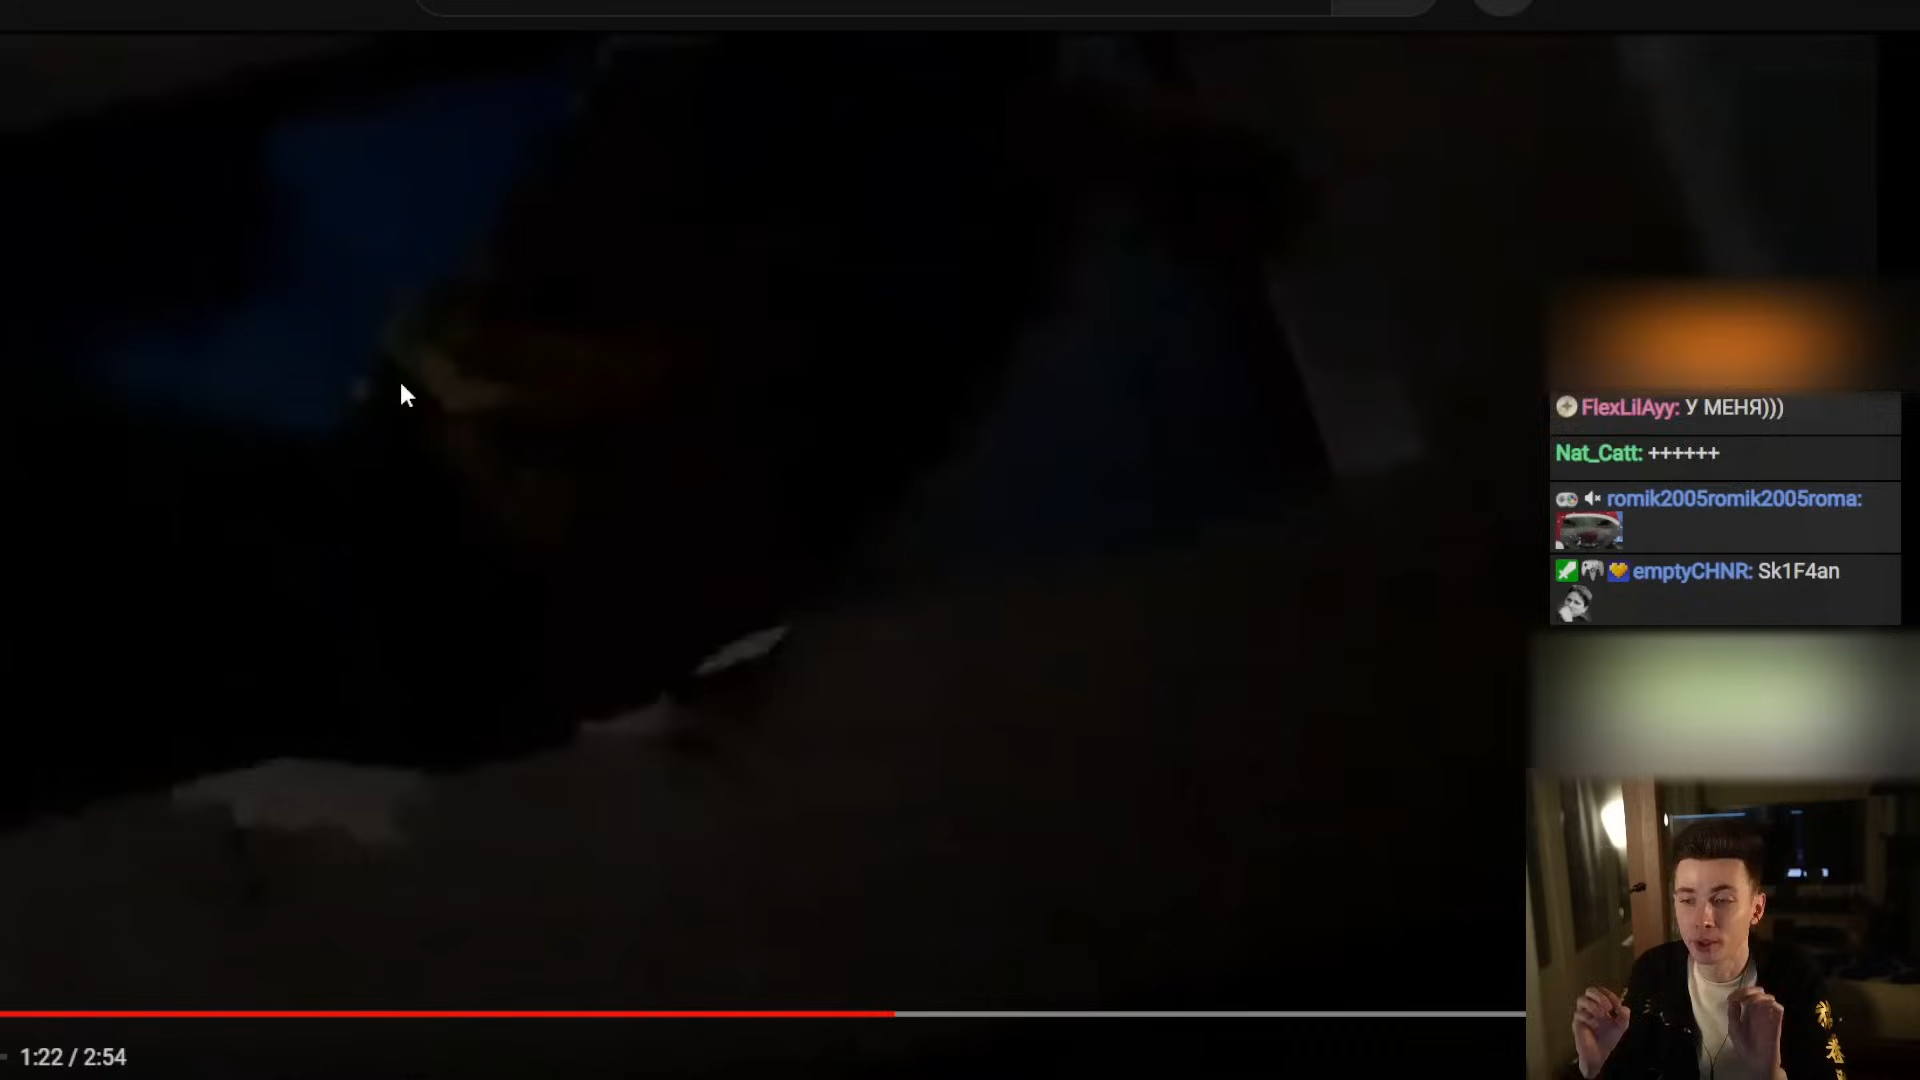 FlexLilAyy: У МЕНЯ)))
Nat_Catt: ++++++
romik2005romik2005roma:
emptyCHNR: Sk1F4an
1:22 / 2:54